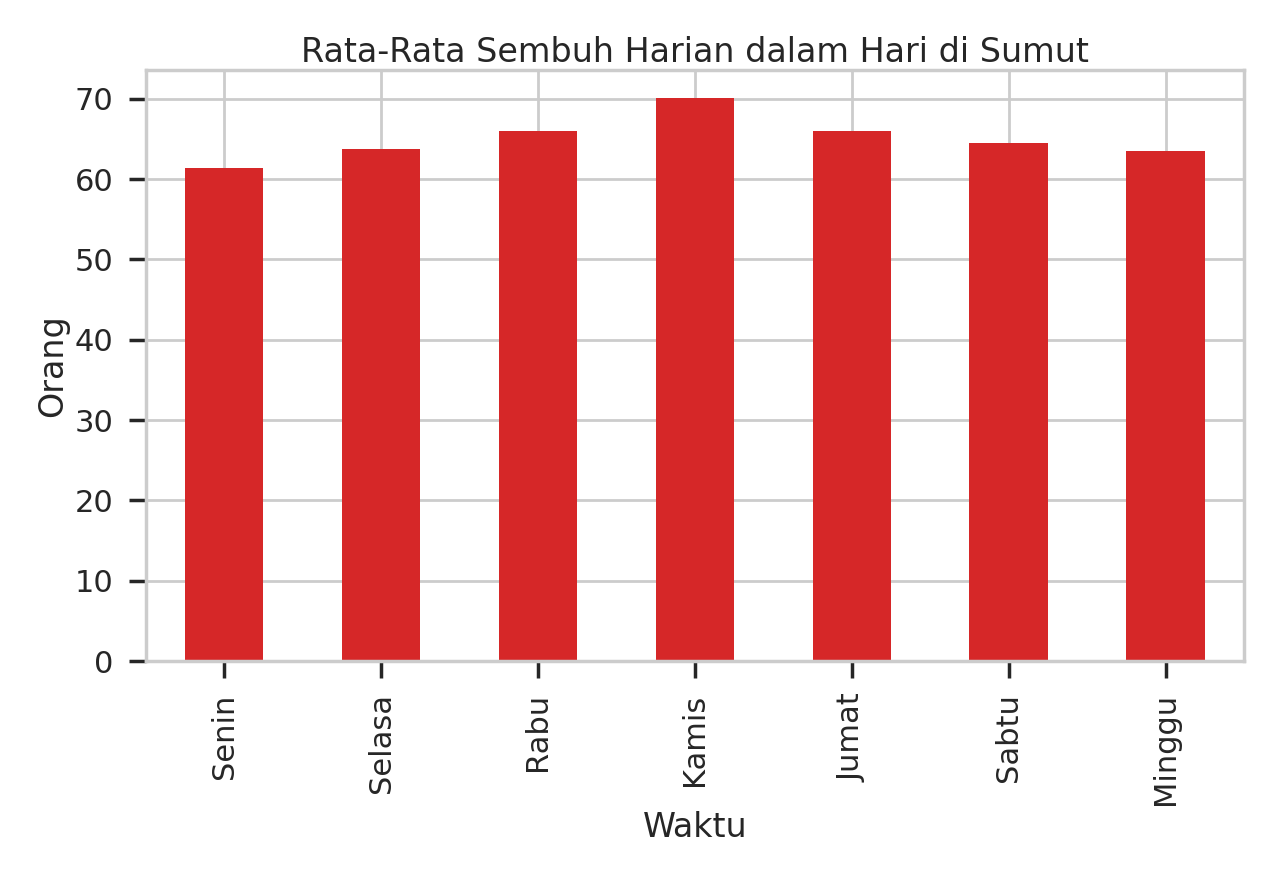 Rata-Rata Sembuh Harian dalam Hari di Sumut
70
60
50
40
30
20
10
0
Orang
Senin
Selasa
Rabu
Kamis
Jumat
Sabtu
Minggu
Waktu